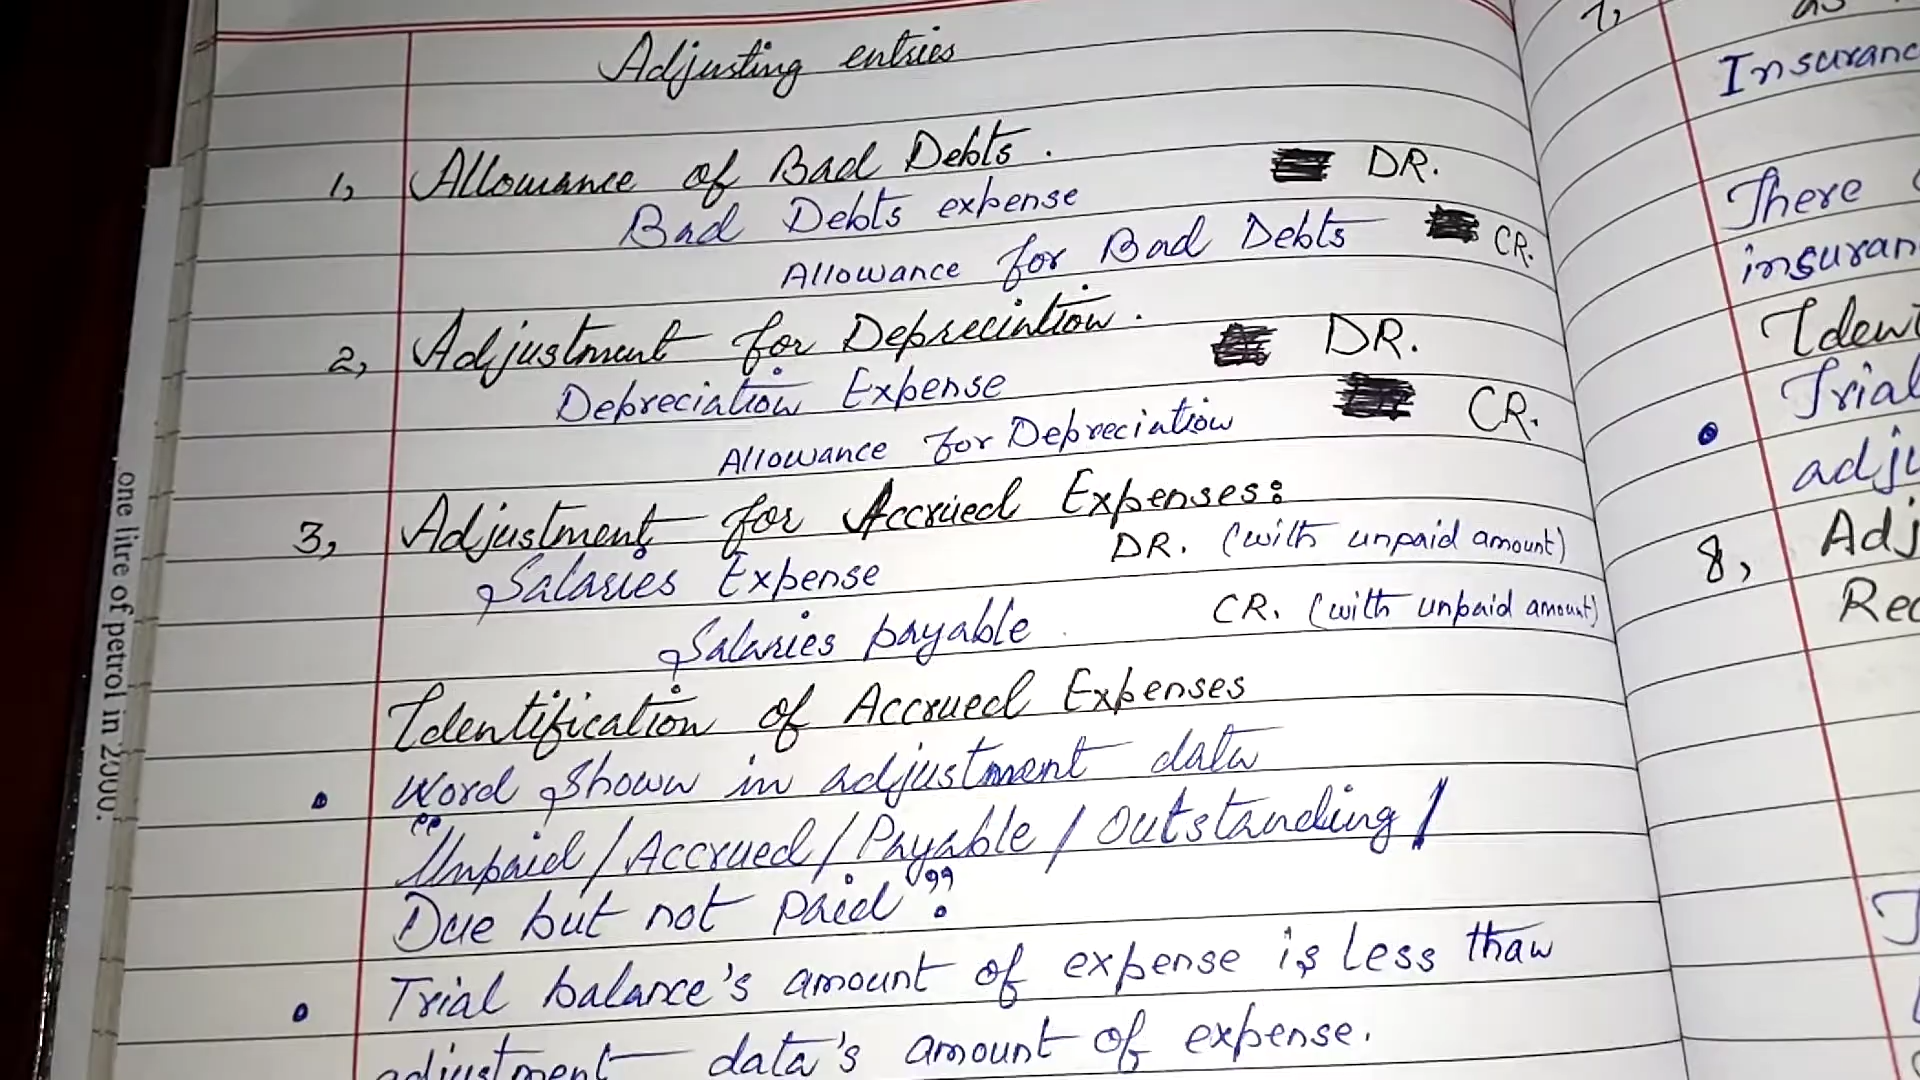 Adjusting entries
1, Allowance of Bad Debts.
Bad Debts expense DR.
Allowance for Bad Debts CR.
2, Adjustment for Depreciation.
Depreciation Expense DR.
Allowance for Depreciation CR.
3, Adjustment for Accrued Expenses:
Salaries Expense DR. (with unpaid amount)
Salaries payable CR. (with unpaid amount)
Identification of Accrued Expenses
• Word shown in adjustment data
"Unpaid/Accrued/Payable/Outstanding/
Due but not paid".
• Trial balance's amount of expense is less than
adjustment data's amount of expense.
one litre of petrol in 2000.
7,
Insuranc
There
insuran
Ident
• Trial
adju
8, Adj
Rec